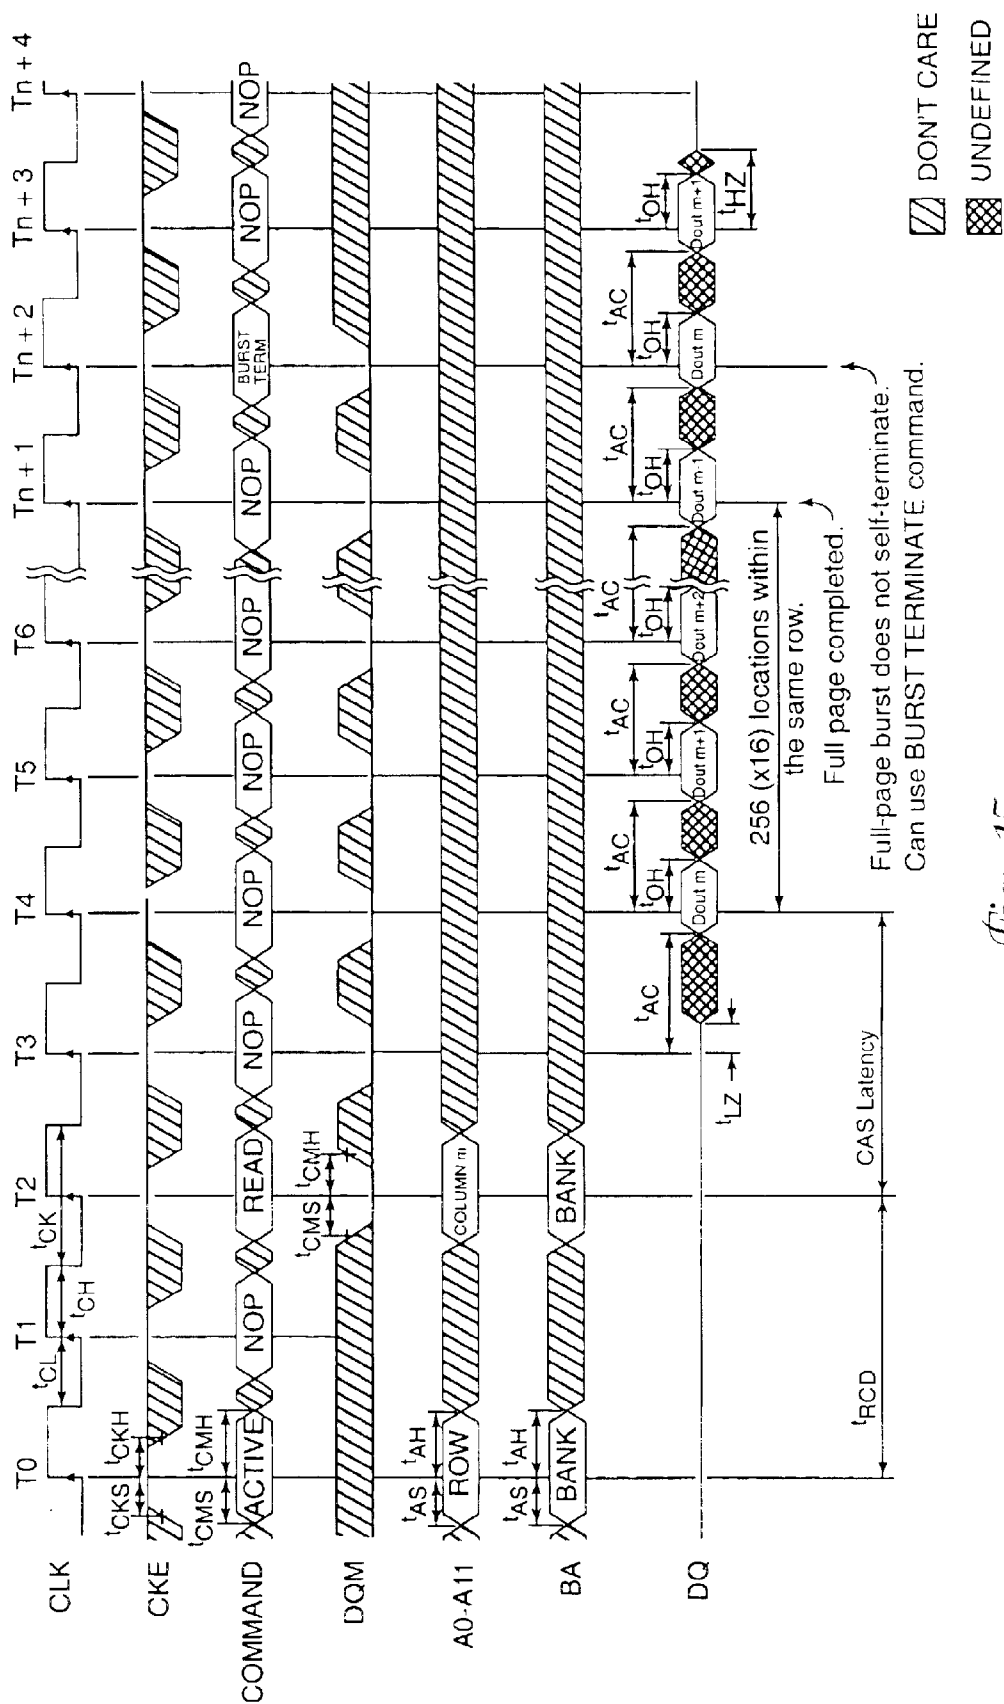 T0 T1 T2 T3 T4 T5 T6 Tn + 1 Tn + 2 Tn + 3 Tn + 4
CLK
tCL tCH tCK
CKE
tCKS tCKH
COMMAND
tCMS tCMH
ACTIVE NOP READ NOP NOP NOP NOP NOP BURST TERM NOP NOP
DQM
tCMS tCMH
A0-A11
tAS tAH
ROW COLUMN m
BA
tAS tAH
BANK BANK
DQ
tAC tAC tAC tAC tAC tAC
tOH tOH tOH tOH tOH tOH
Dout m Dout m+1 Dout m+2 Dout m-1 Dout m Dout m+1
tLZ tHZ
256 (x16) locations within
the same row.
Full page completed.
tRCD CAS Latency
Full-page burst does not self-terminate.
Can use BURST TERMINATE command.
DON'T CARE
UNDEFINED